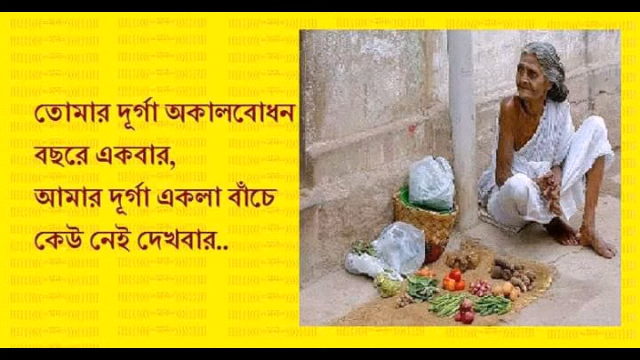 তোমার দূর্গা অকালবোধন
বছরে একবার,
আমার দূর্গা একলা বাঁচে
কেউ নেই দেখবার..